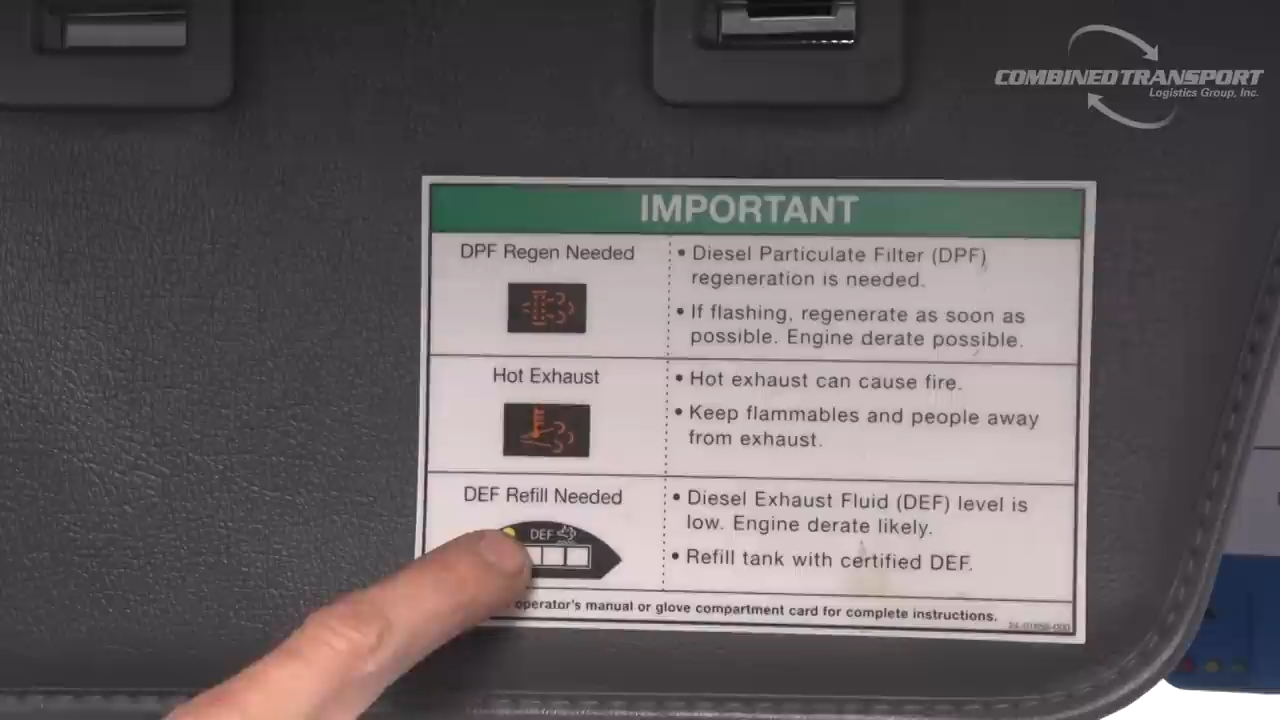 COMBINED TRANSPORT
Logistics Group, Inc.
IMPORTANT
DPF Regen Needed
• Diesel Particulate Filter (DPF)
regeneration is needed.
• If flashing, regenerate as soon as
possible. Engine derate possible.
Hot Exhaust
• Hot exhaust can cause fire.
• Keep flammables and people away
from exhaust.
DEF Refill Needed
DEF
• Diesel Exhaust Fluid (DEF) level is
low. Engine derate likely.
• Refill tank with certified DEF.
operator's manual or glove compartment card for complete instructions.